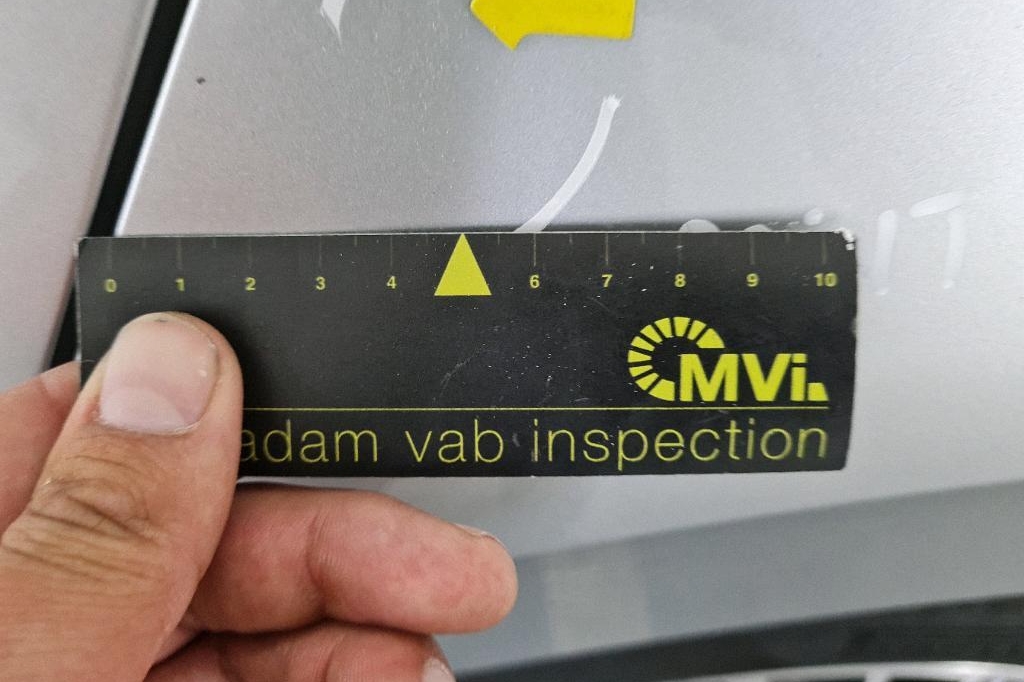 0 1 2 3 4 6 7 8 9 10
MVi
adam vab inspection